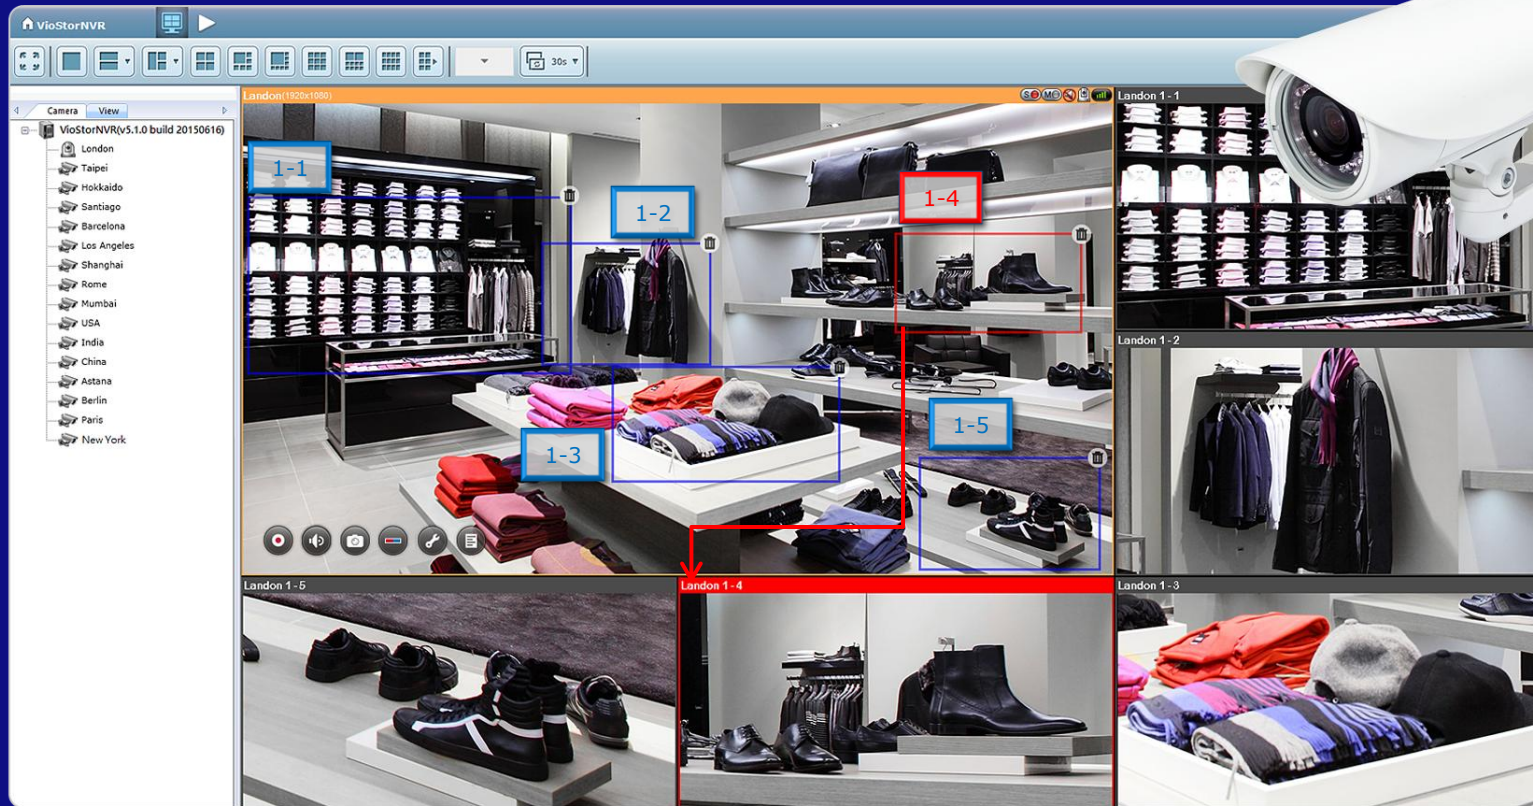 VioStorNVR
30s
Camera View
VioStorNVR(v5.1.0 build 20150616)
London
Taipei
Hokkaido
Santiago
Barcelona
Los Angeles
Shanghai
Rome
Mumbai
USA
India
China
Astana
Berlin
Paris
New York
Landon(1920x1080)
1-1
1-2
1-3
1-4
1-5
Landon 1 - 1
Landon 1 - 2
Landon 1 - 5
Landon 1 - 4
Landon 1 - 3